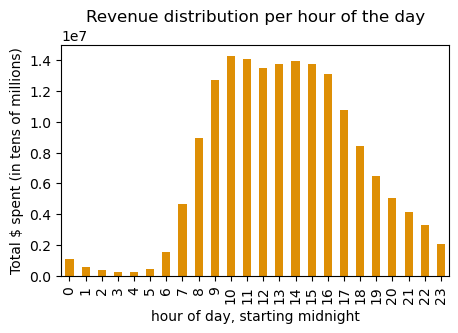 Revenue distribution per hour of the day
1e7
1.4
1.2
1.0
0.8
0.6
0.4
0.2
0.0
Total $ spent (in tens of millions)
0 1 2 3 4 5 6 7 8 9 10 11 12 13 14 15 16 17 18 19 20 21 22 23
hour of day, starting midnight